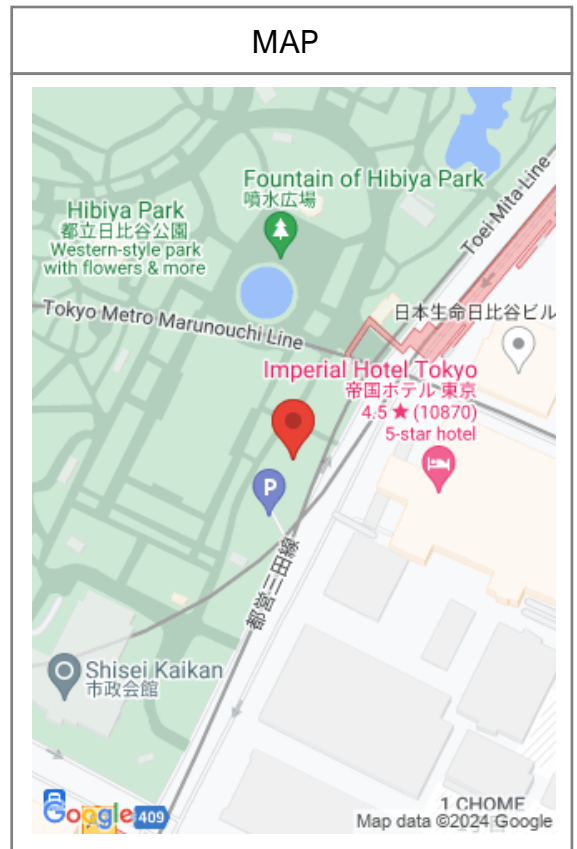 MAP
Fountain of Hibiya Park
噴水広場
Hibiya Park
都立日比谷公園
Western-style park
with flowers & more
Toei Mita Line
Tokyo Metro Marunouchi Line
日本生命日比谷ビル
Imperial Hotel Tokyo
帝国ホテル 東京
4.5 ★ (10870)
5-star hotel
P
都営三田線
Shisei Kaikan
市政会館
1 CHOME
Google
409
Map data ©2024 Google